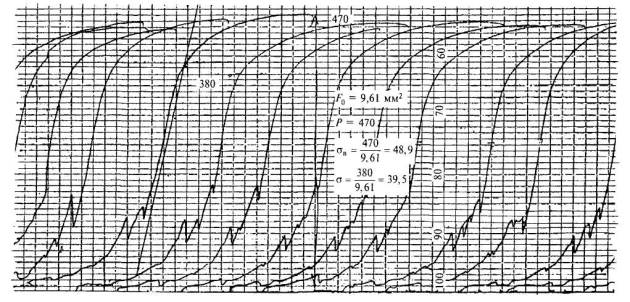 470
60
380
F₀ = 9,61 мм²
70
P = 470
σ_в = 470/9,61 = 48,9
80
σ = 380/9,61 = 39,5
90
100